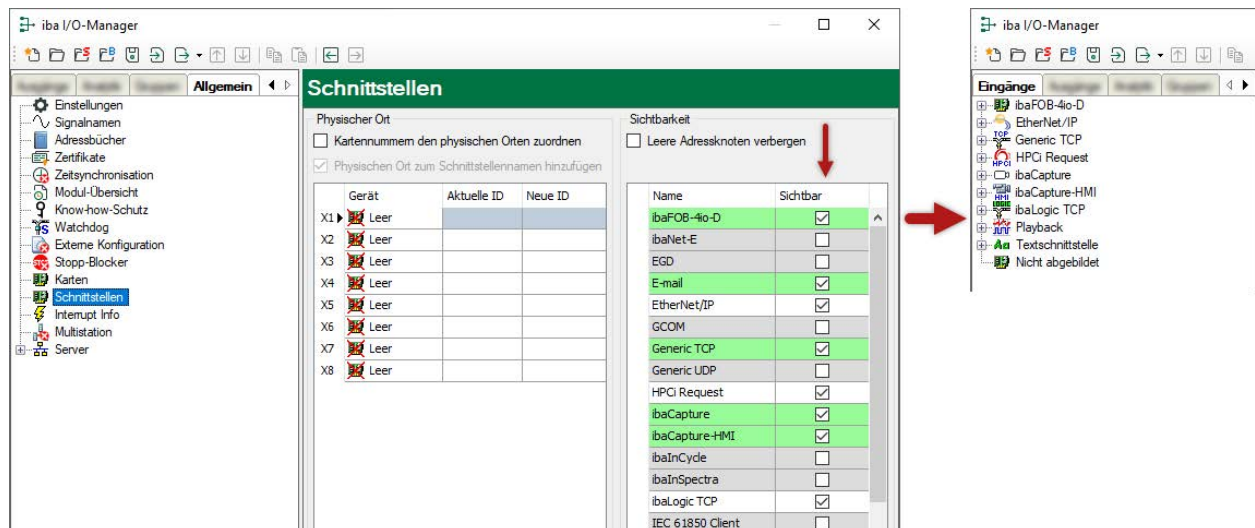 iba I/O-Manager
Allgemein
Einstellungen
Signalnamen
Adressbücher
Zertifikate
Zeitsynchronisation
Modul-Übersicht
Know-how-Schutz
Watchdog
Externe Konfiguration
Stopp-Blocker
Karten
Schnittstellen
Interrupt Info
Multistation
Server
Schnittstellen
Physischer Ort
Kartennummern den physischen Orten zuordnen
Physischen Ort zum Schnittstellennamen hinzufügen
Gerät Aktuelle ID Neue ID
X1 Leer
X2 Leer
X3 Leer
X4 Leer
X5 Leer
X6 Leer
X7 Leer
X8 Leer
Sichtbarkeit
Leere Adressknoten verbergen
Name Sichtbar
ibaFOB-4io-D
ibaNet-E
EGD
E-mail
EtherNet/IP
GCOM
Generic TCP
Generic UDP
HPCi Request
ibaCapture
ibaCapture-HMI
ibaInCycle
ibaInSpectra
ibaLogic TCP
IEC 61850 Client
iba I/O-Manager
Eingänge
ibaFOB-4io-D
EtherNet/IP
TCP Generic TCP
HPCi HPCi Request
ibaCapture
HMI ibaCapture-HMI
LOGIC ibaLogic TCP
Playback
Aa Textschnittstelle
Nicht abgebildet